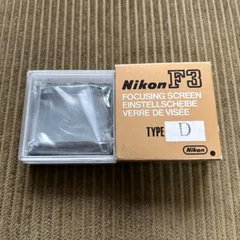 Nikon F3
FOCUSING SCREEN
EINSTELLSCHEIBE
VERRE DE VISÉE
TYPE D
Nikon